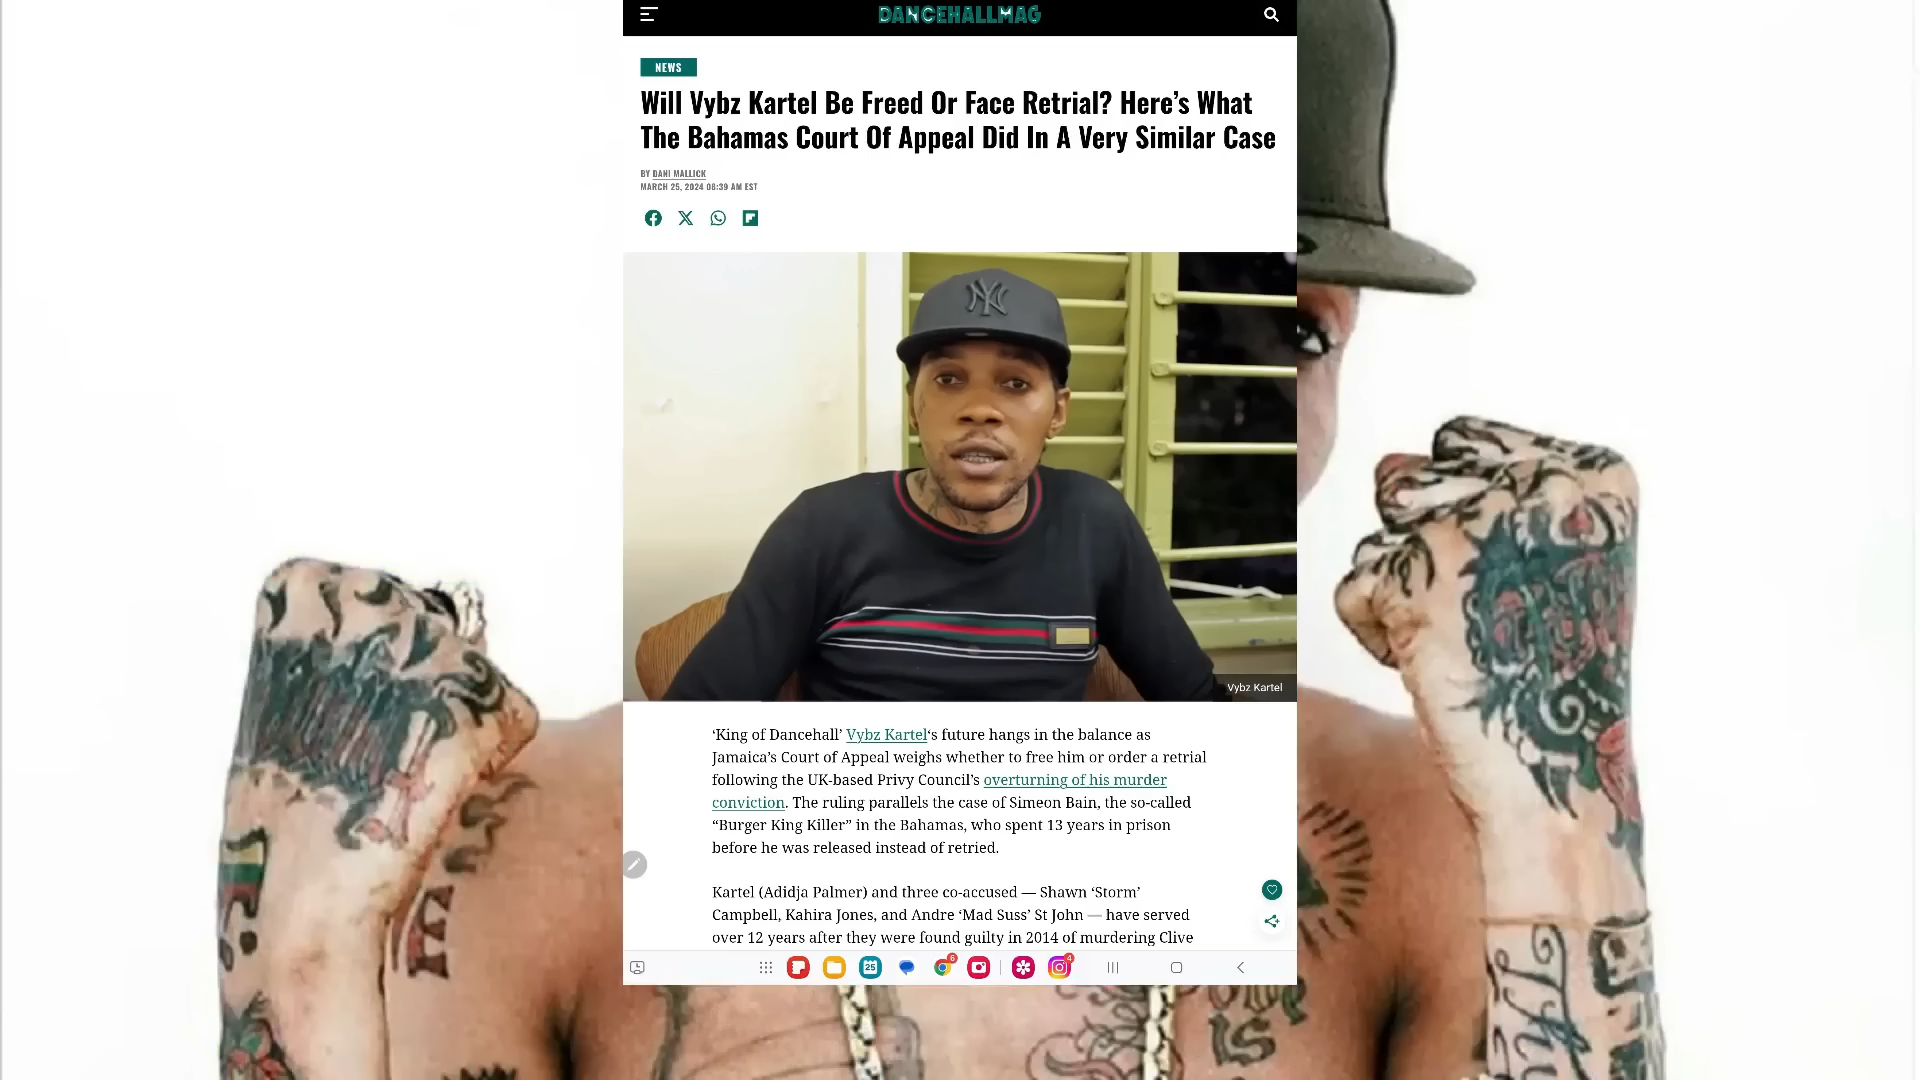 DANCEHALLMAG
NEWS
Will Vybz Kartel Be Freed Or Face Retrial? Here’s What
The Bahamas Court Of Appeal Did In A Very Similar Case
BY DANI MALLICK
MARCH 25, 2024 08:39 AM EST
NY
Vybz Kartel
‘King of Dancehall’ Vybz Kartel‘s future hangs in the balance as
Jamaica’s Court of Appeal weighs whether to free him or order a retrial
following the UK-based Privy Council’s overturning of his murder
conviction. The ruling parallels the case of Simeon Bain, the so-called
“Burger King Killer” in the Bahamas, who spent 13 years in prison
before he was released instead of retried.
Kartel (Adidja Palmer) and three co-accused — Shawn ‘Storm’
Campbell, Kahira Jones, and Andre ‘Mad Suss’ St John — have served
over 12 years after they were found guilty in 2014 of murdering Clive
25
6
4
IS